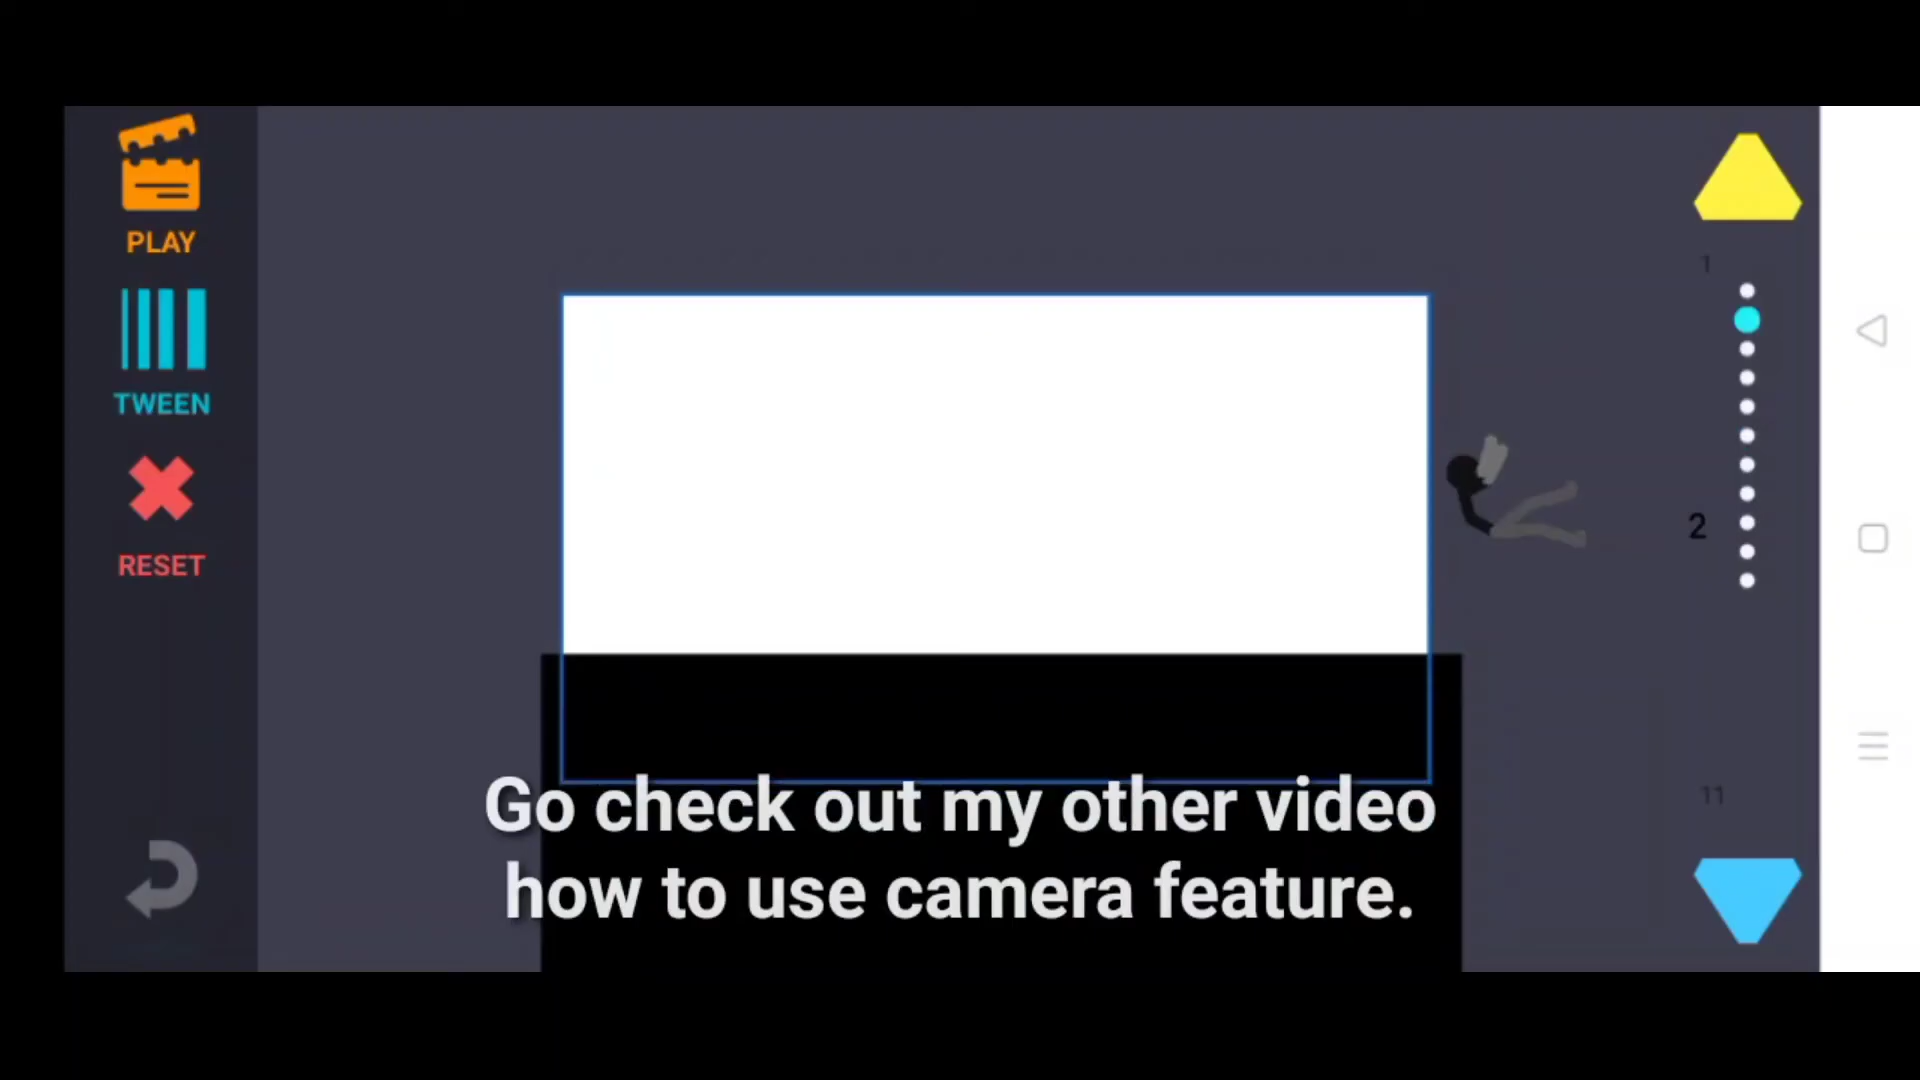 PLAY
TWEEN
RESET
1
2
11
Go check out my other video
how to use camera feature.